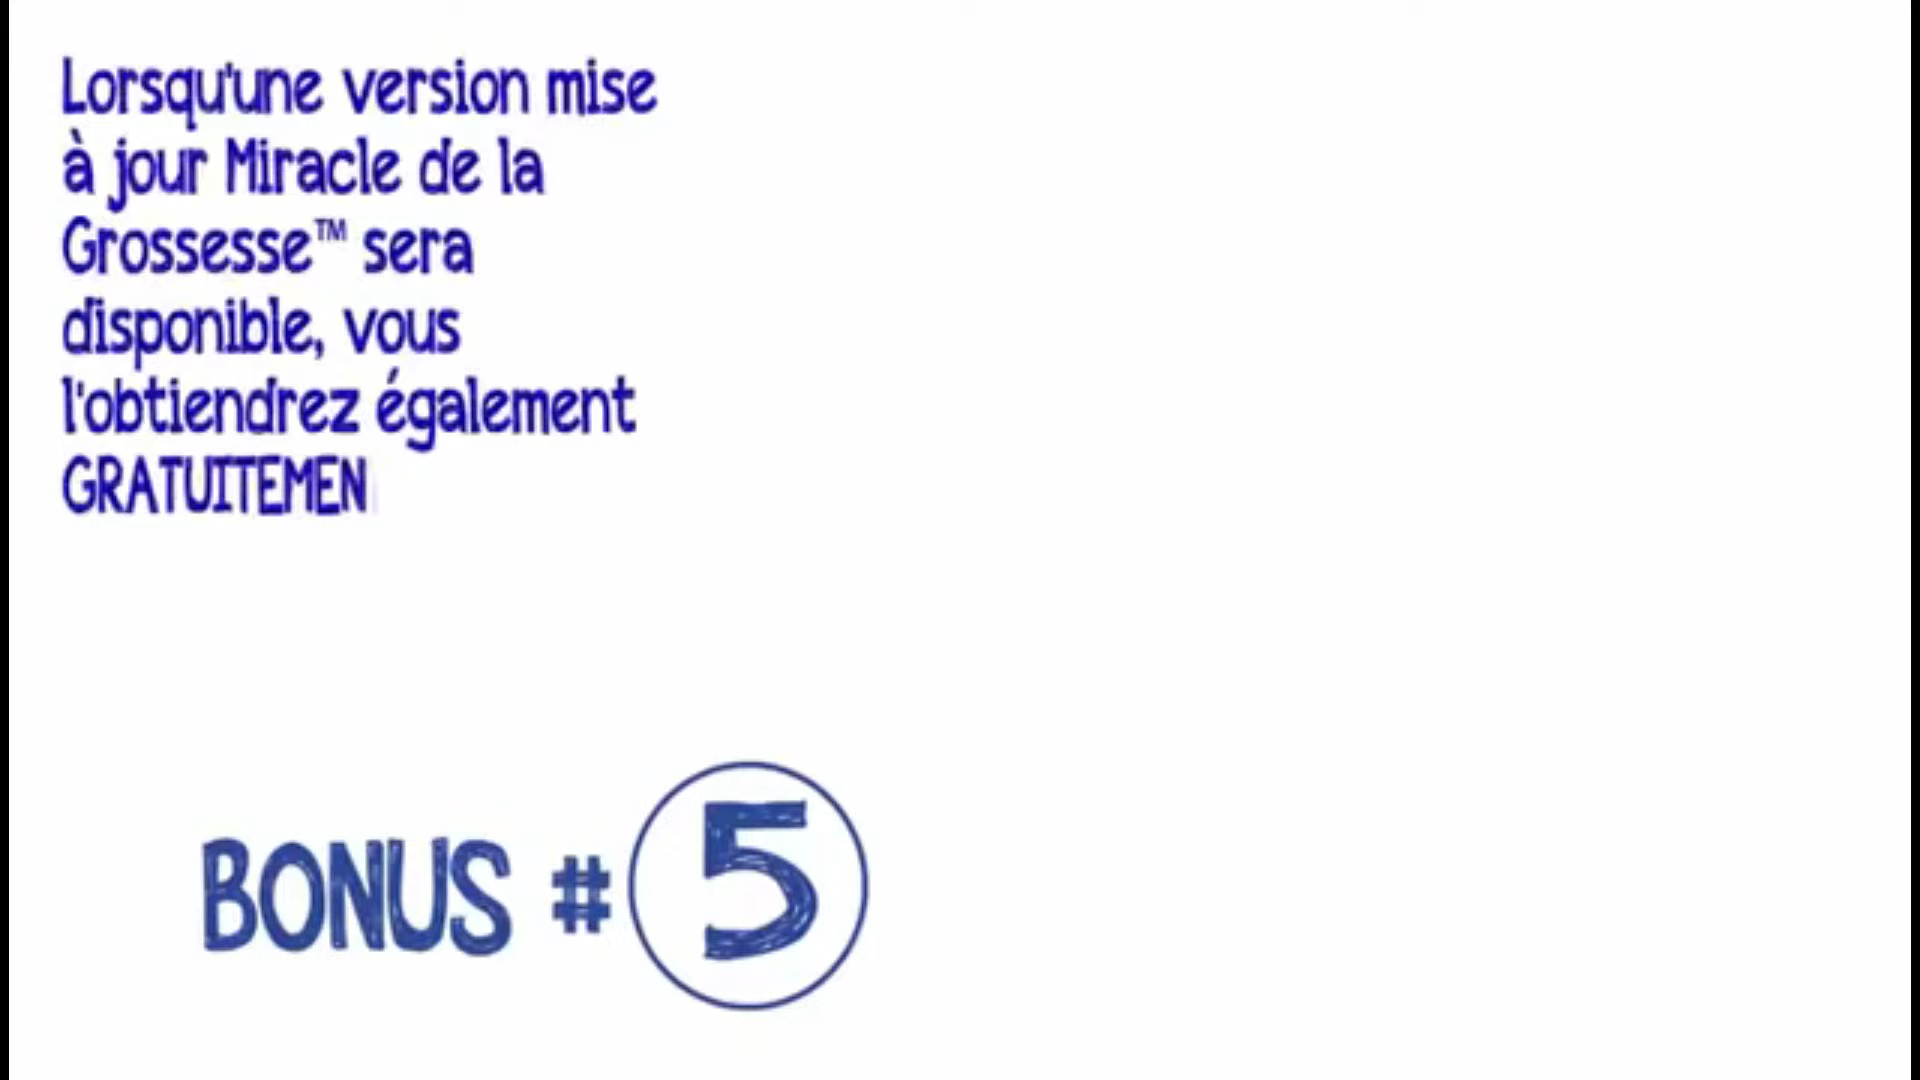 Lorsqu'une version mise
à jour Miracle de la
Grossesse™ sera
disponible, vous
l'obtiendrez également
GRATUITEMEN
BONUS # 5